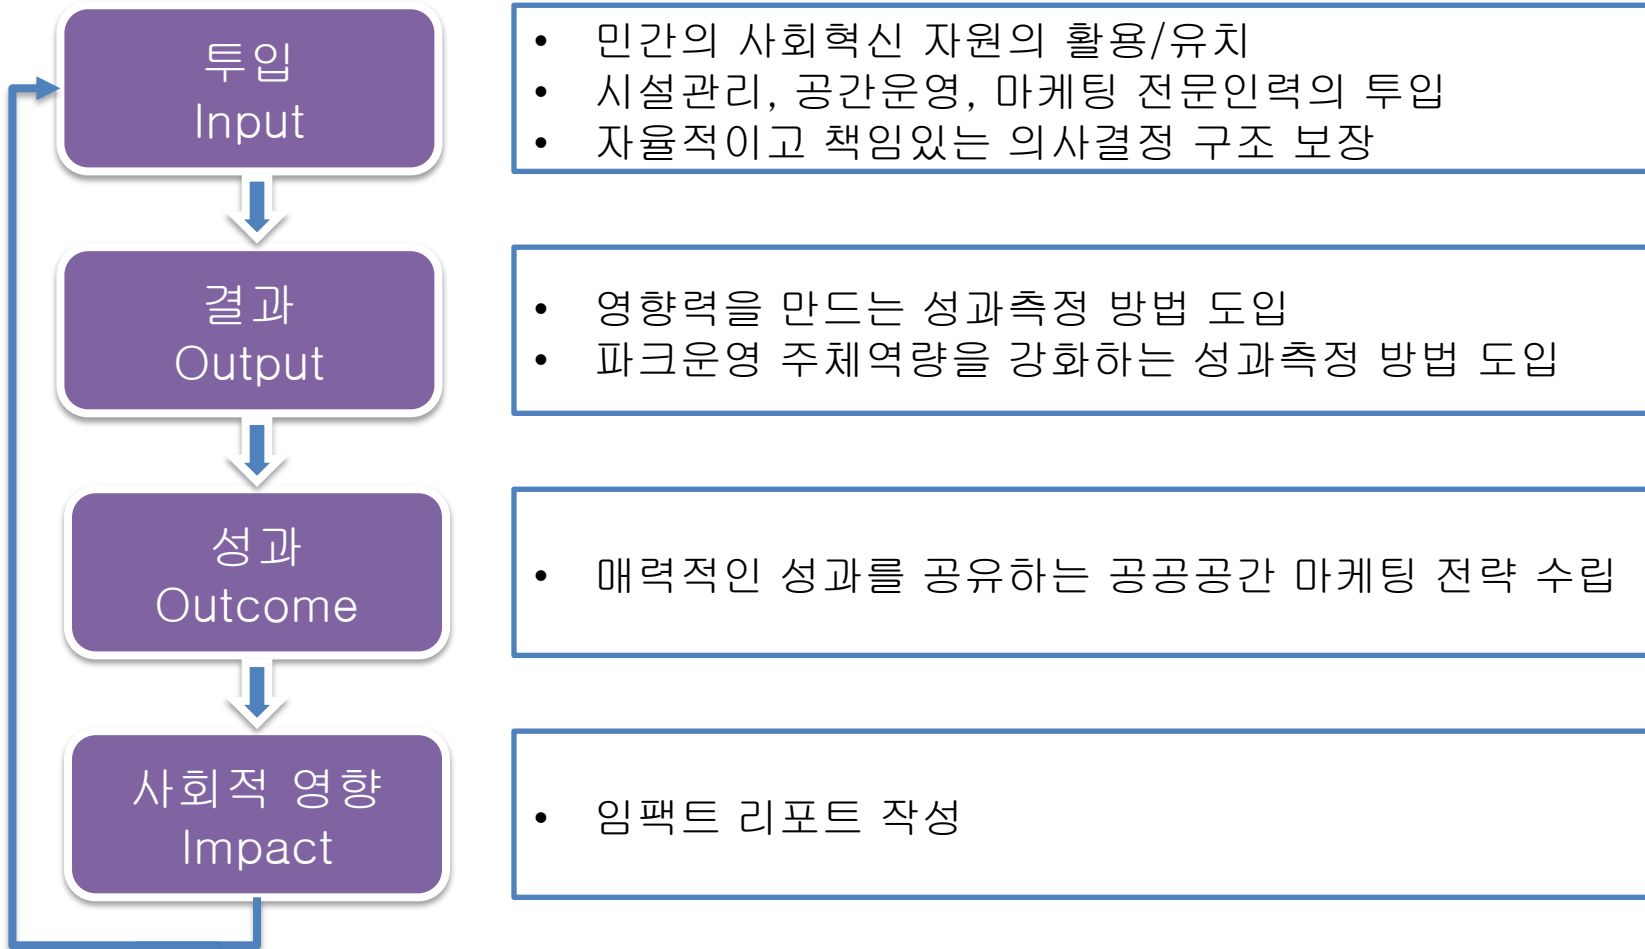 투입
Input
• 민간의 사회혁신 자원의 활용/유치
• 시설관리, 공간운영, 마케팅 전문인력의 투입
• 자율적이고 책임있는 의사결정 구조 보장
결과
Output
• 영향력을 만드는 성과측정 방법 도입
• 파크운영 주체역량을 강화하는 성과측정 방법 도입
성과
Outcome
• 매력적인 성과를 공유하는 공공공간 마케팅 전략 수립
사회적 영향
Impact
• 임팩트 리포트 작성